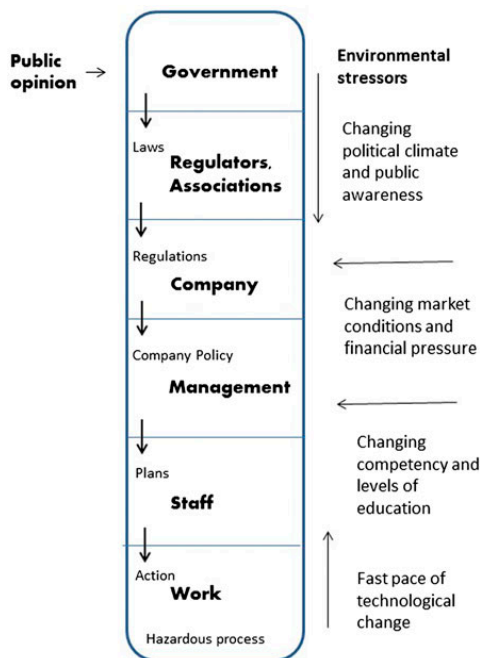 Public
opinion
Government
Laws
Regulators,
Associations
Regulations
Company
Company Policy
Management
Plans
Staff
Action
Work
Hazardous process
Environmental
stressors
Changing
political climate
and public
awareness
Changing market
conditions and
financial pressure
Changing
competency and
levels of
education
Fast pace of
technological
change